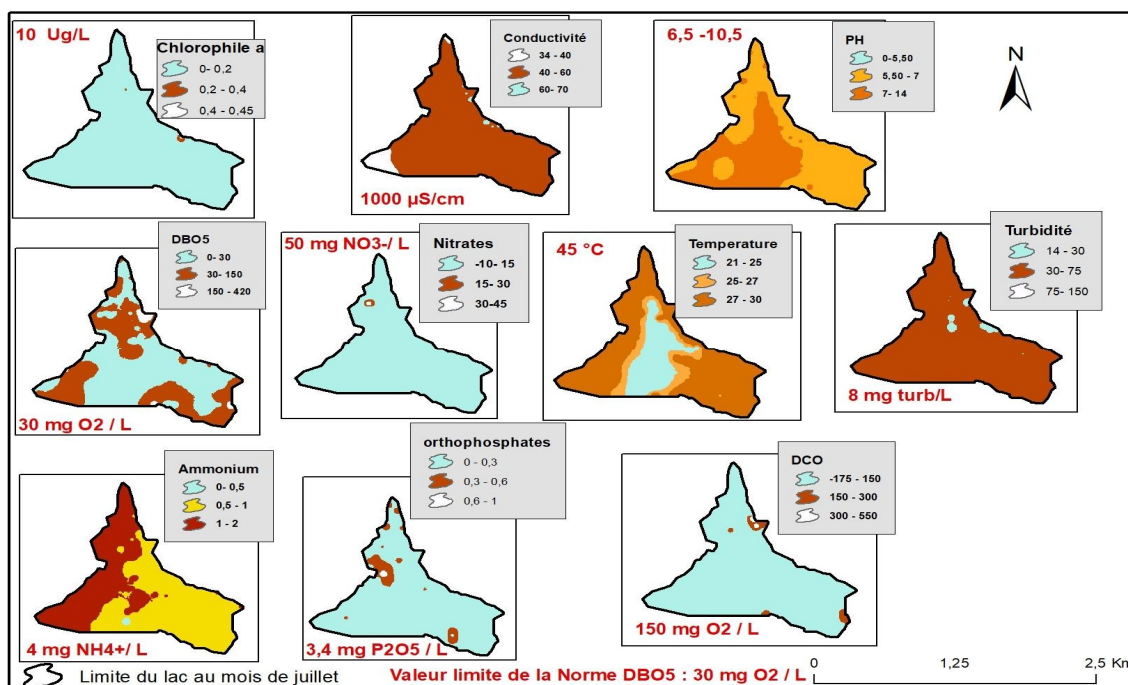 10 Ug/L
Chlorophile a
0- 0,2
0,2 - 0,4
0,4 - 0,45
Conductivité
34 - 40
40 - 60
60- 70
1000 µS/cm
6,5 -10,5
PH
0-5,50
5,50 - 7
7- 14
N
DBO5
0- 30
30- 150
150 - 420
30 mg O2 / L
50 mg NO3-/ L
Nitrates
-10- 15
15 - 30
30-45
45 °C
Temperature
21 - 25
25- 27
27 - 30
Turbidité
14 - 30
30- 75
75- 150
8 mg turb/L
Ammonium
0- 0,5
0,5 - 1
1 - 2
4 mg NH4+/ L
orthophosphates
0 - 0,3
0,3 - 0,6
0,6 - 1
3,4 mg P2O5 / L
DCO
-175 - 150
150 - 300
300 - 550
150 mg O2 / L
Limite du lac au mois de juillet
Valeur limite de la Norme DBO5 : 30 mg O2 / L
0 1,25 2,5 Km